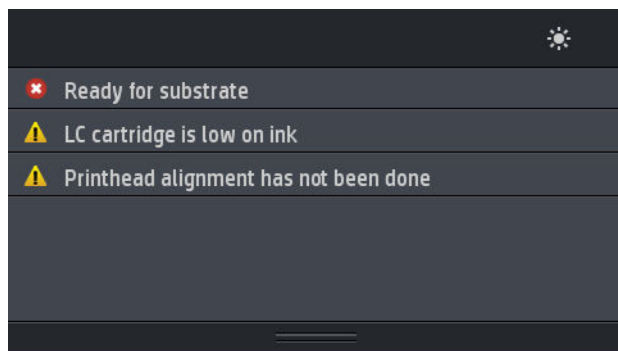 Ready for substrate
LC cartridge is low on ink
Printhead alignment has not been done